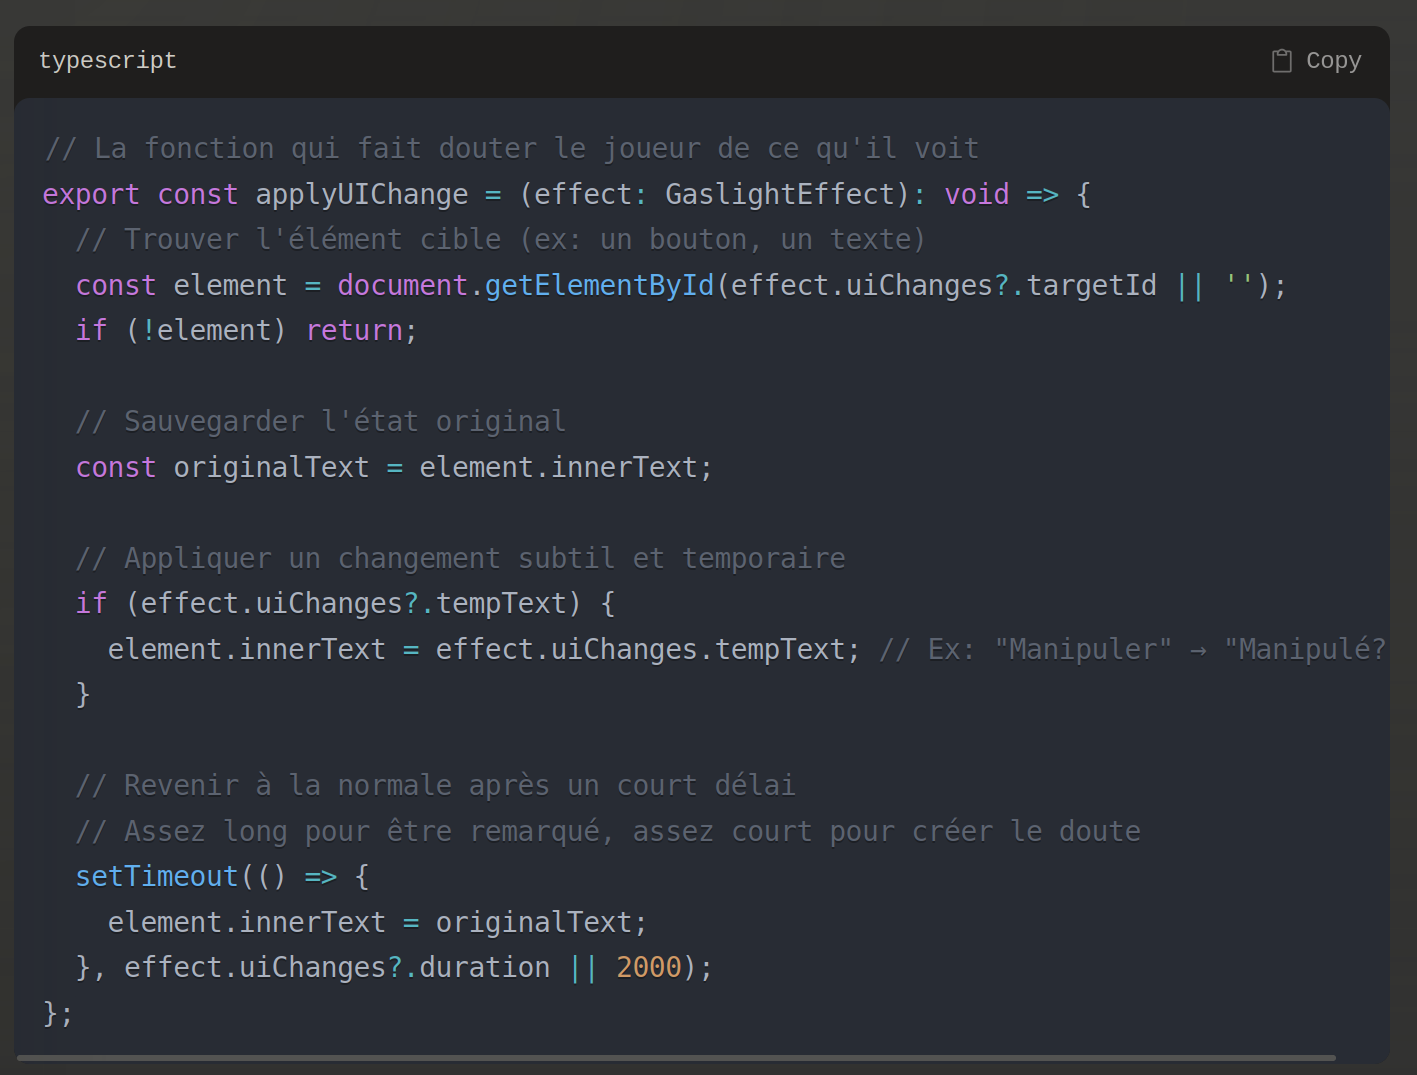 typescript
Copy
// La fonction qui fait douter le joueur de ce qu'il voit
export const applyUIChange = (effect: GaslightEffect): void => {
  // Trouver l'élément cible (ex: un bouton, un texte)
  const element = document.getElementById(effect.uiChanges?.targetId || '');
  if (!element) return;

  // Sauvegarder l'état original
  const originalText = element.innerText;

  // Appliquer un changement subtil et temporaire
  if (effect.uiChanges?.tempText) {
    element.innerText = effect.uiChanges.tempText; // Ex: "Manipuler" → "Manipulé?
  }

  // Revenir à la normale après un court délai
  // Assez long pour être remarqué, assez court pour créer le doute
  setTimeout(() => {
    element.innerText = originalText;
  }, effect.uiChanges?.duration || 2000);
};